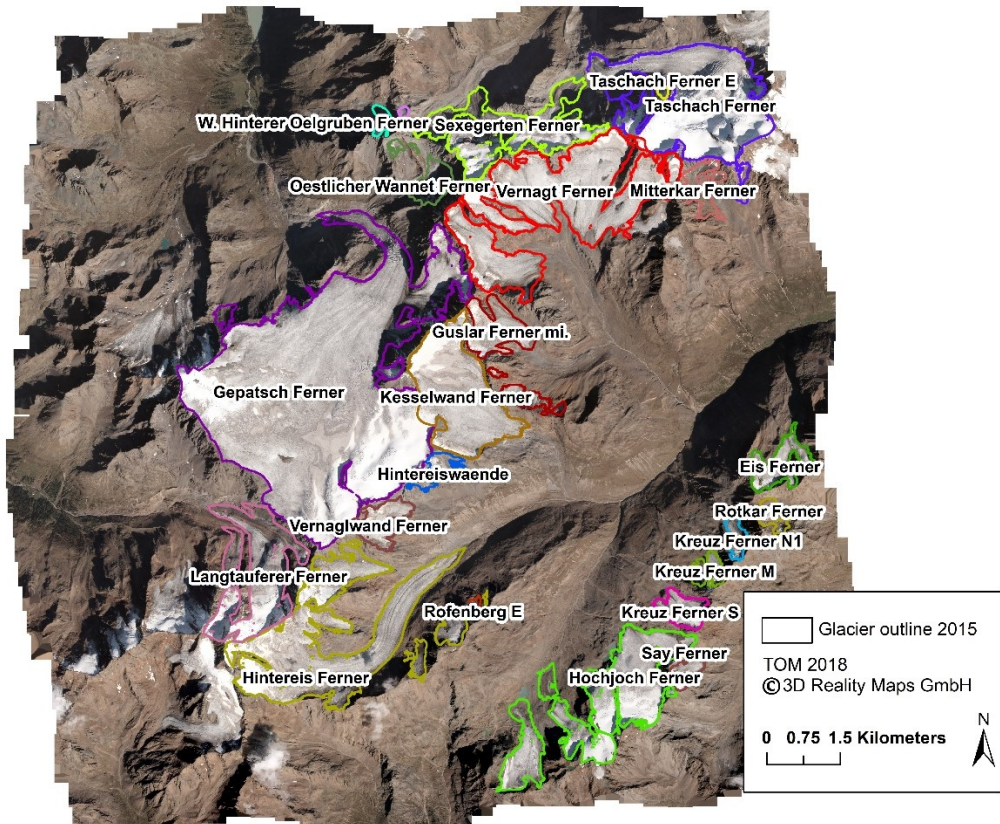 Taschach Ferner E
Taschach Ferner
W. Hinterer Oelgruben Ferner
Sexegerten Ferner
Oestlicher Wannet Ferner
Vernagt Ferner
Mitterkar Ferner
Guslar Ferner mi.
Gepatsch Ferner
Kesselwand Ferner
Hintereiswaende
Eis Ferner
Vernaglwand Ferner
Rotkar Ferner
Kreuz Ferner N1
Langtauferer Ferner
Kreuz Ferner M
Rofenberg E
Kreuz Ferner S
Say Ferner
Hintereis Ferner
Hochjoch Ferner
Glacier outline 2015
TOM 2018
©3D Reality Maps GmbH
0 0.75 1.5 Kilometers
N